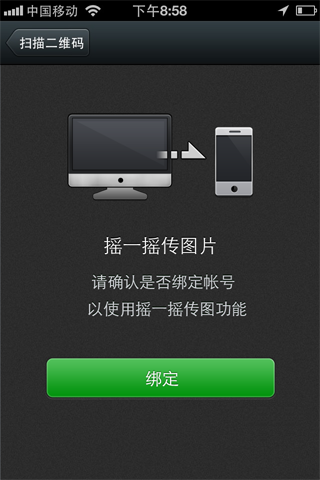 中国移动 下午8:58
扫描二维码
摇一摇传图片
请确认是否绑定帐号
以使用摇一摇传图功能
绑定